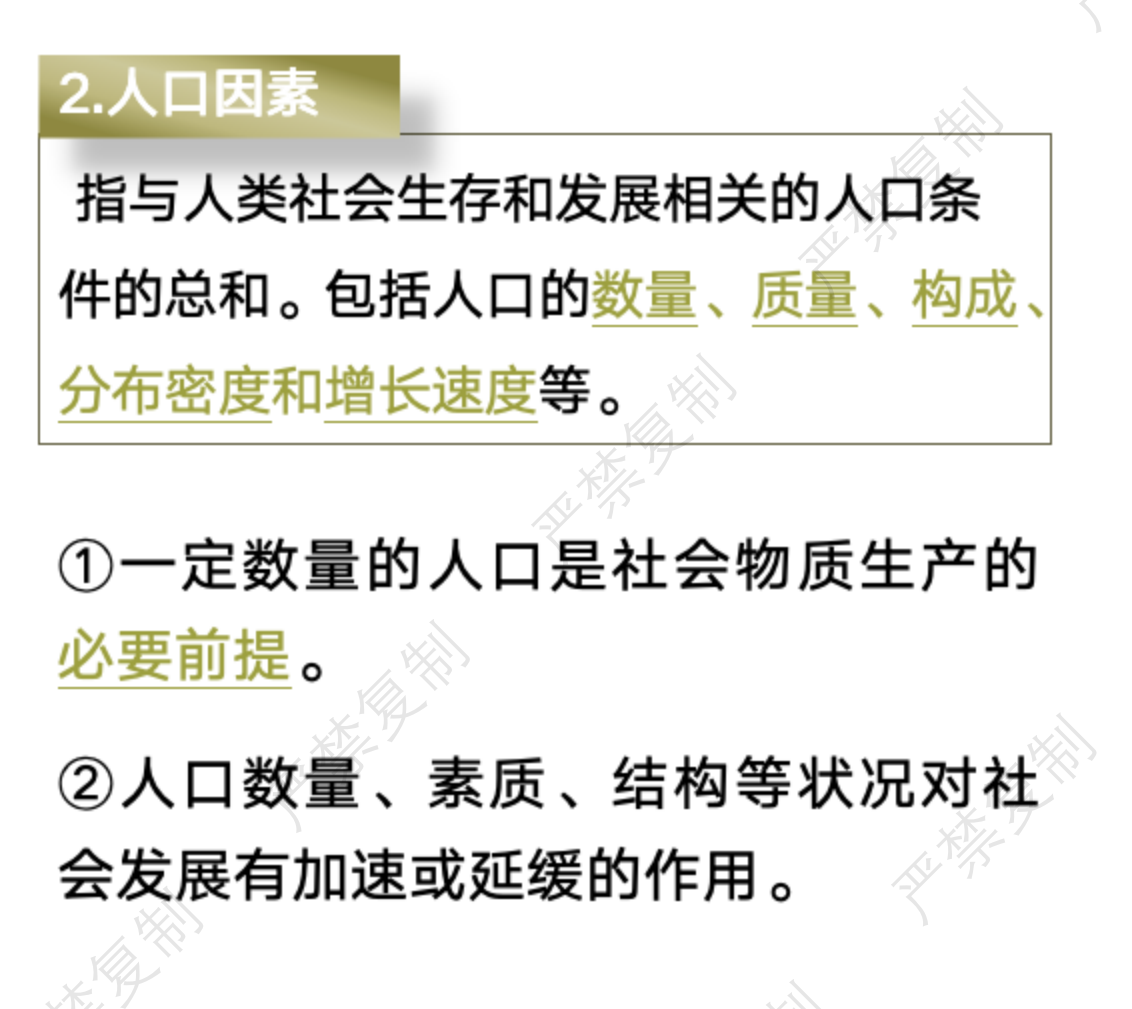 2.人口因素
指与人类社会生存和发展相关的人口条
件的总和。包括人口的数量、质量、构成、
分布密度和增长速度等。
①一定数量的人口是社会物质生产的
必要前提。
②人口数量、素质、结构等状况对社
会发展有加速或延缓的作用。
严禁复制
严禁复制
严禁复制
严禁复制
禁复制